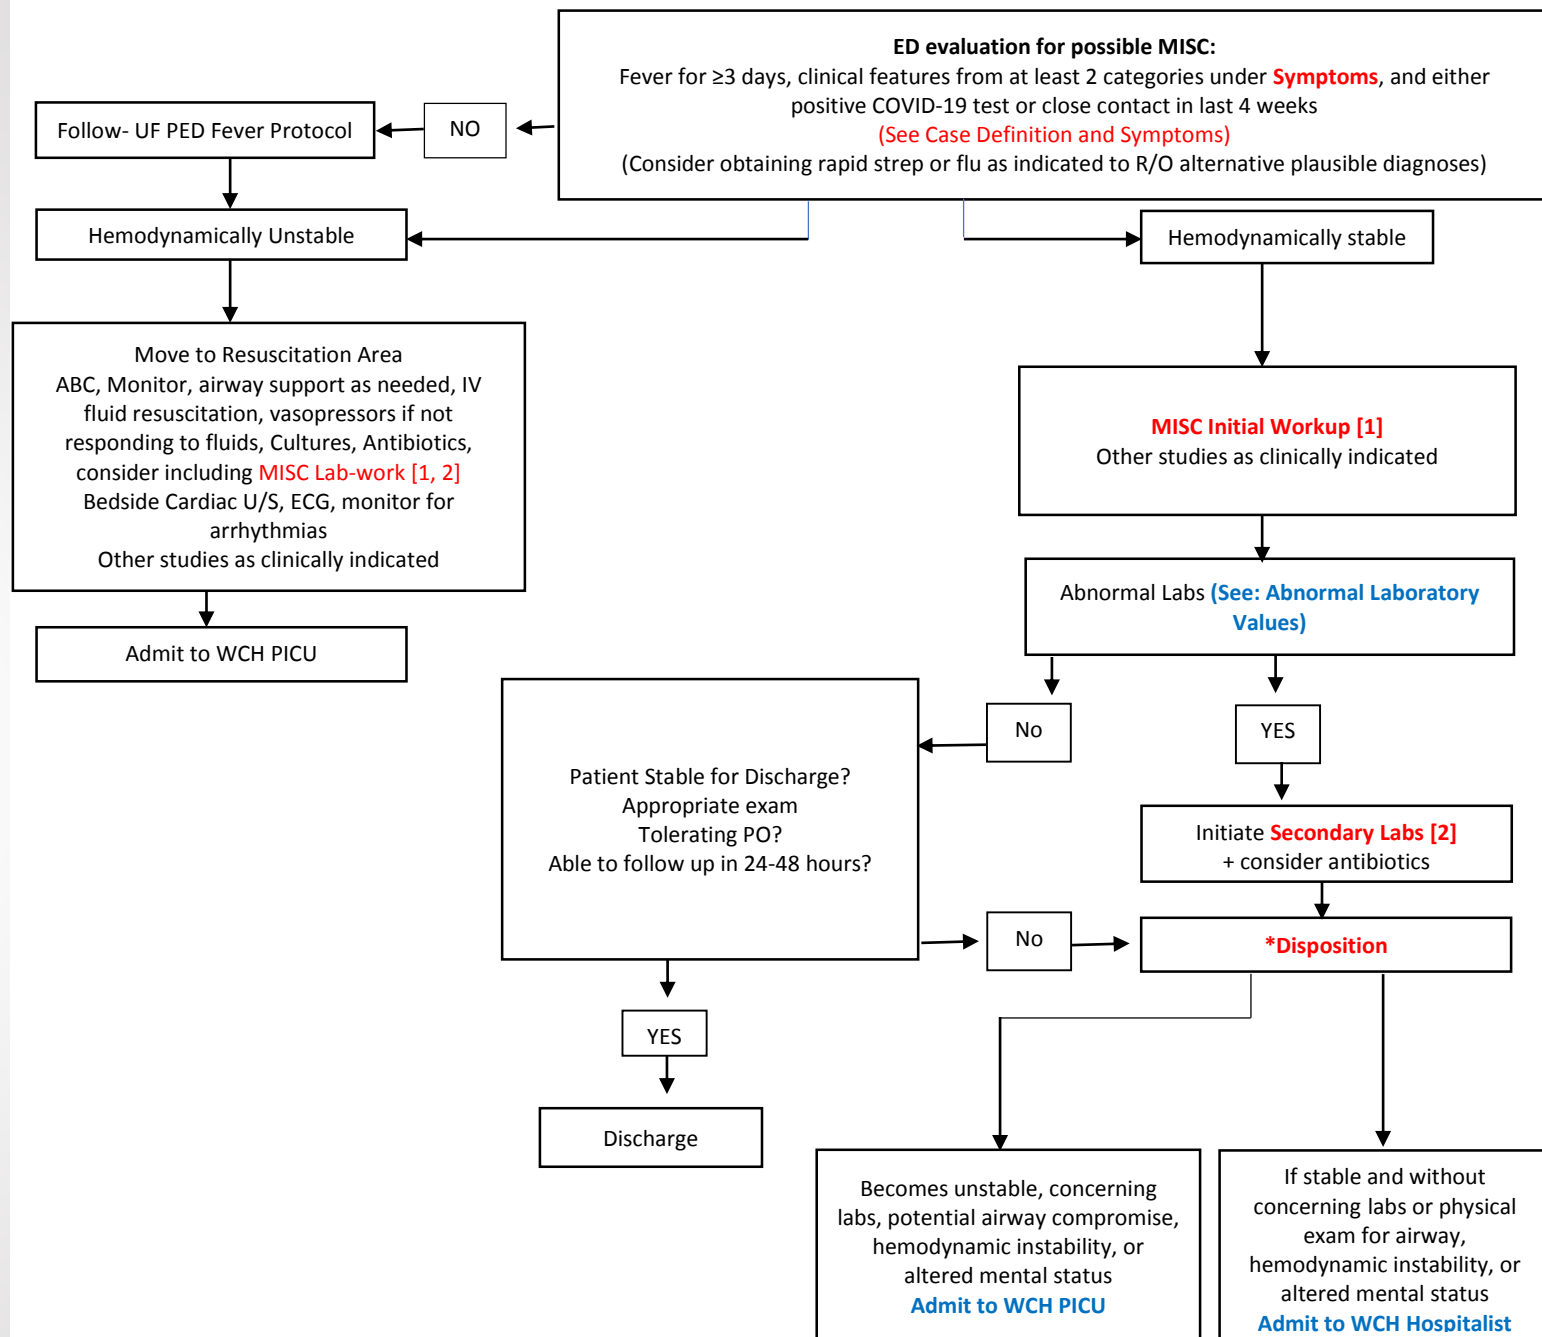 ED evaluation for possible MISC:
Fever for ≥3 days, clinical features from at least 2 categories under Symptoms, and either
positive COVID-19 test or close contact in last 4 weeks
(See Case Definition and Symptoms)
(Consider obtaining rapid strep or flu as indicated to R/O alternative plausible diagnoses)
NO
Follow- UF PED Fever Protocol
Hemodynamically Unstable
Hemodynamically stable
Move to Resuscitation Area
ABC, Monitor, airway support as needed, IV
fluid resuscitation, vasopressors if not
responding to fluids, Cultures, Antibiotics,
consider including MISC Lab-work [1, 2]
Bedside Cardiac U/S, ECG, monitor for
arrhythmias
Other studies as clinically indicated
Admit to WCH PICU
MISC Initial Workup [1]
Other studies as clinically indicated
Abnormal Labs (See: Abnormal Laboratory
Values)
No
YES
Patient Stable for Discharge?
Appropriate exam
Tolerating PO?
Able to follow up in 24-48 hours?
Initiate Secondary Labs [2]
+ consider antibiotics
No
*Disposition
YES
Discharge
Becomes unstable, concerning
labs, potential airway compromise,
hemodynamic instability, or
altered mental status
Admit to WCH PICU
If stable and without
concerning labs or physical
exam for airway,
hemodynamic instability, or
altered mental status
Admit to WCH Hospitalist